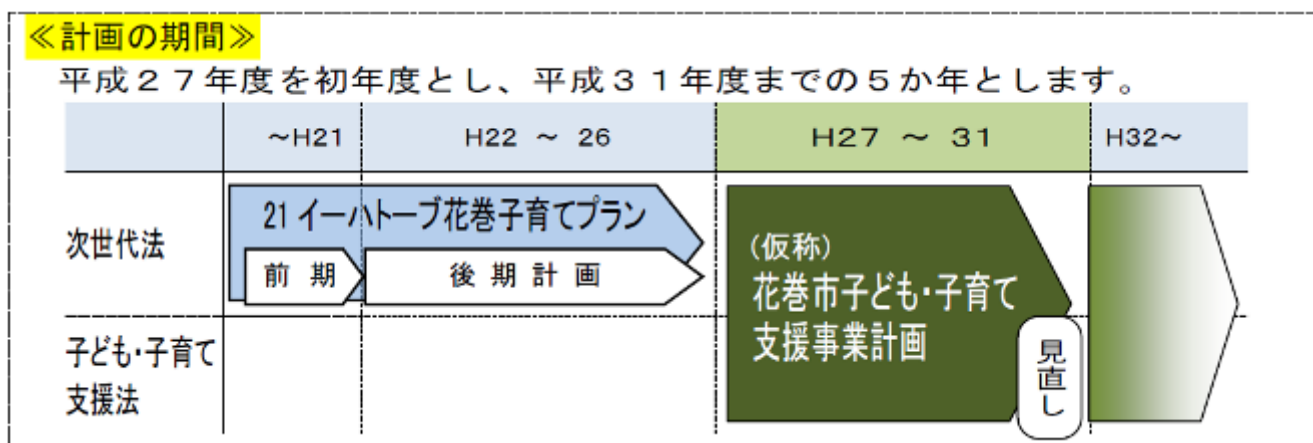 ≪計画の期間≫
平成２７年度を初年度とし、平成３１年度までの５か年とします。
～H21
H22 ～ 26
H27 ～ 31
H32～
次世代法
21 イーハトーブ花巻子育てプラン
前 期
後 期 計 画
(仮称)
花巻市子ども・子育て
支援事業計画
見直し
子ども・子育て
支援法